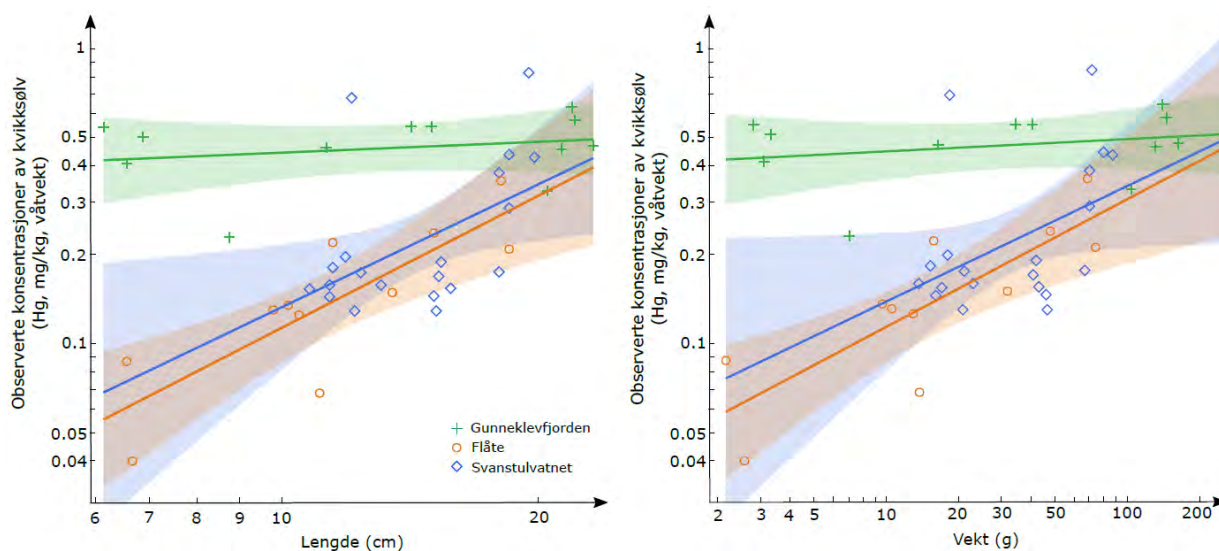 Observerte konsentrasjoner av kvikksølv
(Hg, mg/kg, våtvekt)
1
0.5
0.4
0.3
0.2
0.1
0.05
0.04
6 7 8 9 10 20
Lengde (cm)
Gunneklevfjorden
Flåte
Svanstulvatnet
Observerte konsentrasjoner av kvikksølv
(Hg, mg/kg, våtvekt)
1
0.5
0.4
0.3
0.2
0.1
0.05
0.04
2 3 4 5 10 20 30 50 100 200
Vekt (g)